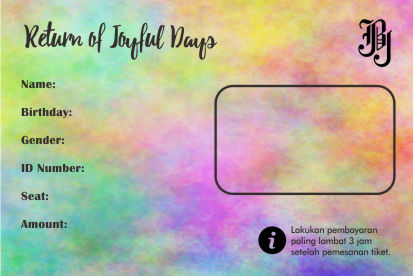 Return of Joyful Days
Name:
Birthday:
Gender:
ID Number:
Seat:
Amount:
i
Lakukan pembayaran
paling lambat 3 jam
setelah pemesanan tiket.